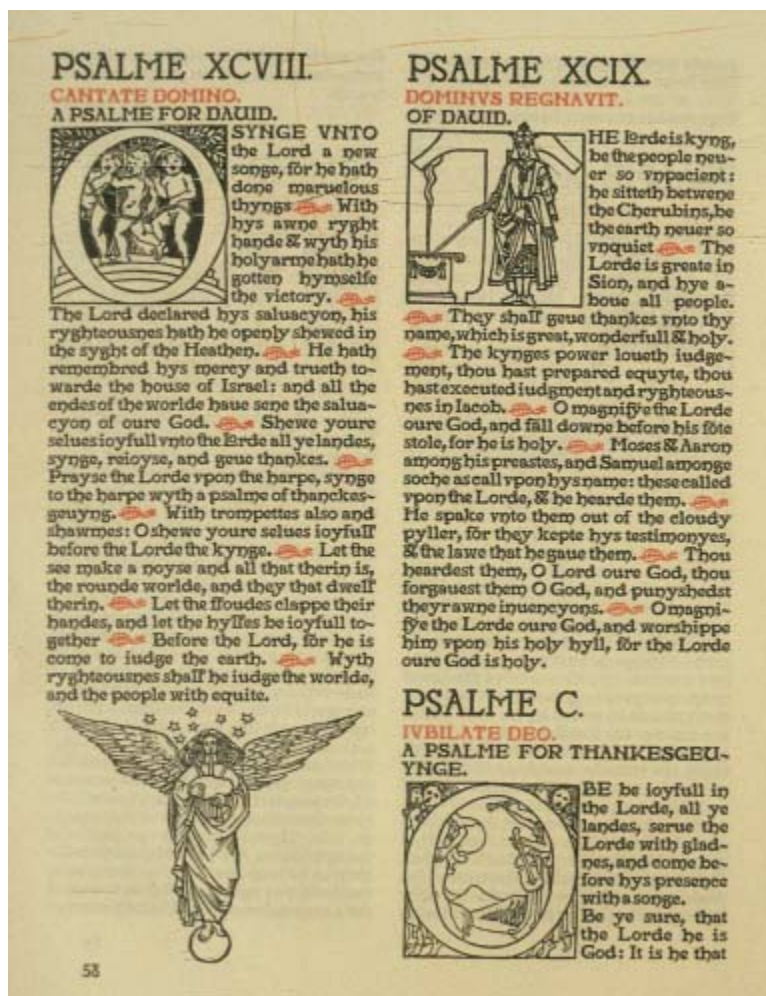 PSALME XCVIII.
CANTATE DOMINO.
A PSALME FOR DAUID.
O SYNGE VNTO
the Lord a new
songe, for he hath
done maruelous
thyngs With
hys awne ryght
hande & wyth his
holy arme hath he
gotten hymselfe
the victory.
The Lord declared hys saluacyon, his
ryghteousnes hath he openly shewed in
the syght of the Heathen. He hath
remembred hys mercy and trueth to-
warde the house of Israel: and all the
endes of the worlde haue sene the salua-
cyon of oure God. Shewe youre
selues ioyfull vnto the Lorde all ye landes,
synge, reioyse, and geue thankes.
Prayse the Lorde vpon the harpe, synge
to the harpe wyth a psalme of thanckes-
geuyng. With trompettes also and
shawmes: O shewe youre selues ioyfull
before the Lorde the kynge. Let the
see make a noyse and all that therin is,
the rounde worlde, and they that dwell
therin. Let the floudes clappe their
handes, and let the hylles be ioyfull to-
gether Before the Lord, for he is
come to iudge the earth. Wyth
ryghteousnes shall he iudge the worlde,
and the people with equite.
58
PSALME XCIX.
DOMINVS REGNAVIT.
OF DAUID.
T HE Lorde is kyng,
be the people neu-
er so vnpacient:
he sitteth betwene
the Cherubins, be
the earth neuer so
vnquiet The
Lorde is greate in
Sion, and hye a-
boue all people.
They shall geue thankes vnto thy
name, which is great, wonderfull & holy.
The kynges power loueth iudge-
ment, thou hast prepared equyte, thou
hast executed iudgment and ryghteous-
nes in Iacob. O magnifye the Lorde
oure God, and fall downe before his fote
stole, for he is holy. Moses & Aaron
among his preastes, and Samuel amonge
soche as call vpon hys name: these called
vpon the Lorde, & he hearde them.
He spake vnto them out of the cloudy
pyller, for they kepte hys testimonyes,
& the lawe that he gaue them. Thou
heardest them, O Lord oure God, thou
forgauest them O God, and punyshedst
theyr awne inuencyons. O magni-
fye the Lorde oure God, and worshippe
him vpon his holy hyll, for the Lorde
oure God is holy.
PSALME C.
IVBILATE DEO.
A PSALME FOR THANKESGEU-
YNGE.
O BE be ioyfull in
the Lorde, all ye
landes, serue the
Lorde with glad-
nes, and come be-
fore hys presence
with a songe.
Be ye sure, that
the Lorde he is
God: It is he that